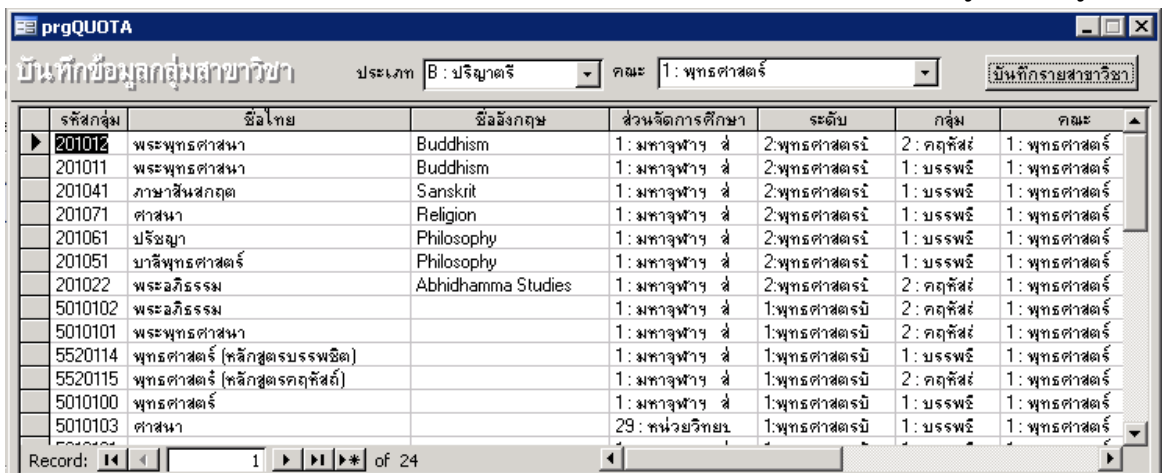 prgQUOTA
บันทึกข้อมูลกลุ่มสาขาวิชา ประเภท B : ปริญาตรี คณะ 1 : พุทธศาสตร์ บันทึกรายสาขาวิชา
รหัสกลุ่ม ชื่อไทย ชื่ออังกฤษ ส่วนจัดการศึกษา ระดับ กลุ่ม คณะ
201012 พระพุทธศาสนา Buddhism 1 : มหาจุฬาฯ ส่ 2:พุทธศาสตร 2 : คฤหัส 1 : พุทธศาสตร์
201011 พระพุทธศาสนา Buddhism 1 : มหาจุฬาฯ ส่ 2:พุทธศาสตร 1 : บรรพชิ 1 : พุทธศาสตร์
201041 ภาษาสันสกฤต Sanskrit 1 : มหาจุฬาฯ ส่ 2:พุทธศาสตร 1 : บรรพชิ 1 : พุทธศาสตร์
201071 ศาสนา Religion 1 : มหาจุฬาฯ ส่ 2:พุทธศาสตร 1 : บรรพชิ 1 : พุทธศาสตร์
201061 ปรัชญา Philosophy 1 : มหาจุฬาฯ ส่ 2:พุทธศาสตร 1 : บรรพชิ 1 : พุทธศาสตร์
201051 บาลีพุทธศาสตร์ Philosophy 1 : มหาจุฬาฯ ส่ 2:พุทธศาสตร 1 : บรรพชิ 1 : พุทธศาสตร์
201022 พระอภิธรรม Abhidhamma Studies 1 : มหาจุฬาฯ ส่ 2:พุทธศาสตร 2 : คฤหัส 1 : พุทธศาสตร์
5010102 พระอภิธรรม 1 : มหาจุฬาฯ ส่ 1:พุทธศาสตรบั 2 : คฤหัส 1 : พุทธศาสตร์
5010101 พระพุทธศาสนา 1 : มหาจุฬาฯ ส่ 1:พุทธศาสตรบั 2 : คฤหัส 1 : พุทธศาสตร์
5520114 พุทธศาสตร์ (หลักสูตรบรรพชิต) 1 : มหาจุฬาฯ ส่ 1:พุทธศาสตรบั 1 : บรรพชิ 1 : พุทธศาสตร์
5520115 พุทธศาสตร์ (หลักสูตรคฤหัสถ์) 1 : มหาจุฬาฯ ส่ 1:พุทธศาสตรบั 2 : คฤหัส 1 : พุทธศาสตร์
5010100 พุทธศาสตร์ 1 : มหาจุฬาฯ ส่ 1:พุทธศาสตรบั 1 : บรรพชิ 1 : พุทธศาสตร์
5010103 ศาสนา 29 : หน่วยวิทย 1:พุทธศาสตรบั 1 : บรรพชิ 1 : พุทธศาสตร์
Record: 1 of 24